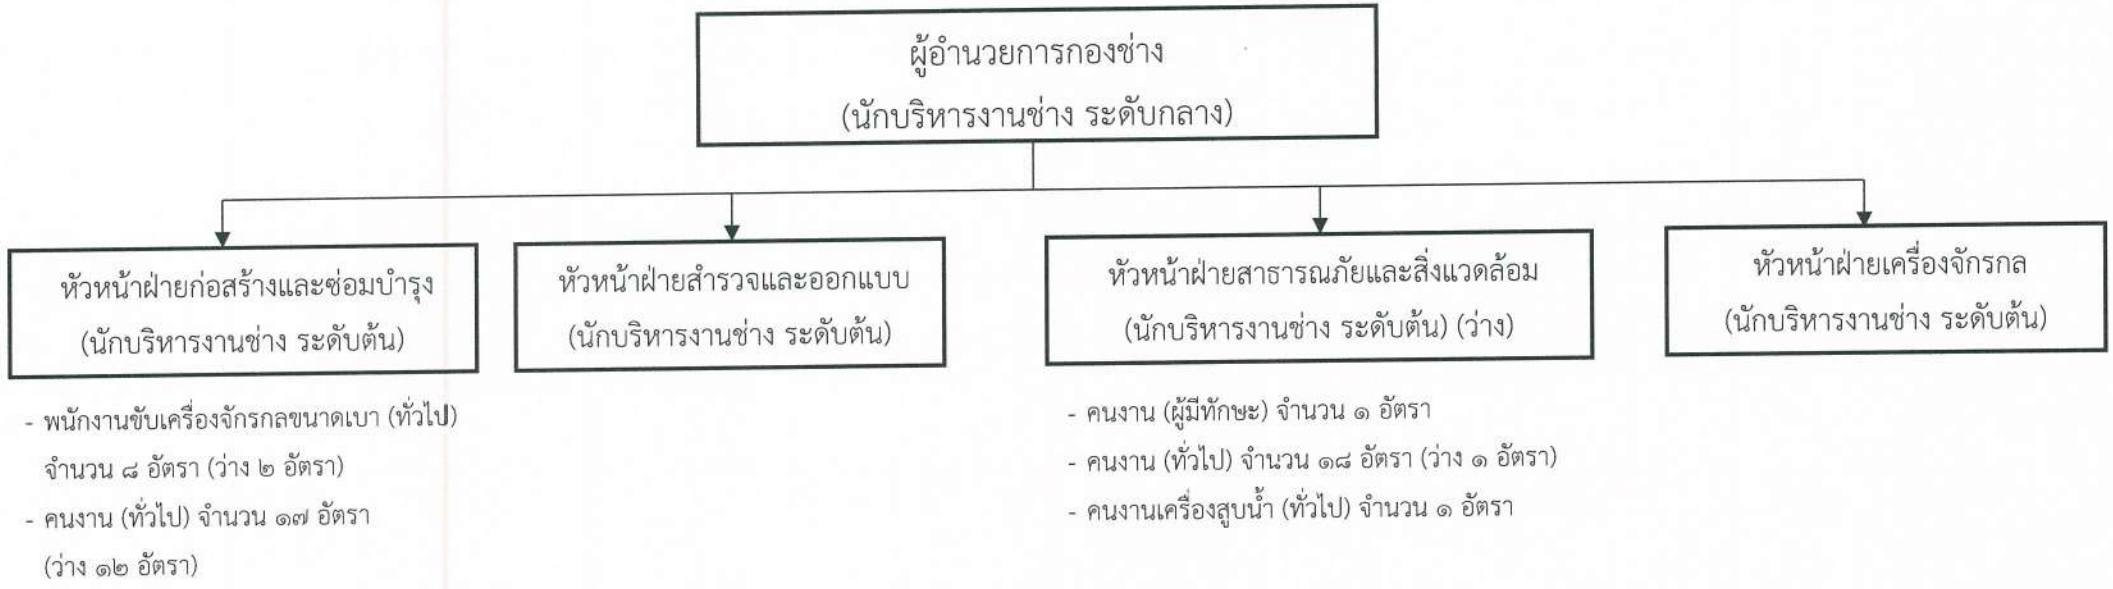 ผู้อำนวยการกองช่าง
(นักบริหารงานช่าง ระดับกลาง)
หัวหน้าฝ่ายก่อสร้างและซ่อมบำรุง
(นักบริหารงานช่าง ระดับต้น)
- พนักงานขับเครื่องจักรกลขนาดเบา (ทั่วไป)
จำนวน ๘ อัตรา (ว่าง ๒ อัตรา)
- คนงาน (ทั่วไป) จำนวน ๑๗ อัตรา
(ว่าง ๑๒ อัตรา)
หัวหน้าฝ่ายสำรวจและออกแบบ
(นักบริหารงานช่าง ระดับต้น)
หัวหน้าฝ่ายสาธารณภัยและสิ่งแวดล้อม
(นักบริหารงานช่าง ระดับต้น) (ว่าง)
- คนงาน (ผู้มีทักษะ) จำนวน ๑ อัตรา
- คนงาน (ทั่วไป) จำนวน ๑๘ อัตรา (ว่าง ๑ อัตรา)
- คนงานเครื่องสูบน้ำ (ทั่วไป) จำนวน ๑ อัตรา
หัวหน้าฝ่ายเครื่องจักรกล
(นักบริหารงานช่าง ระดับต้น)